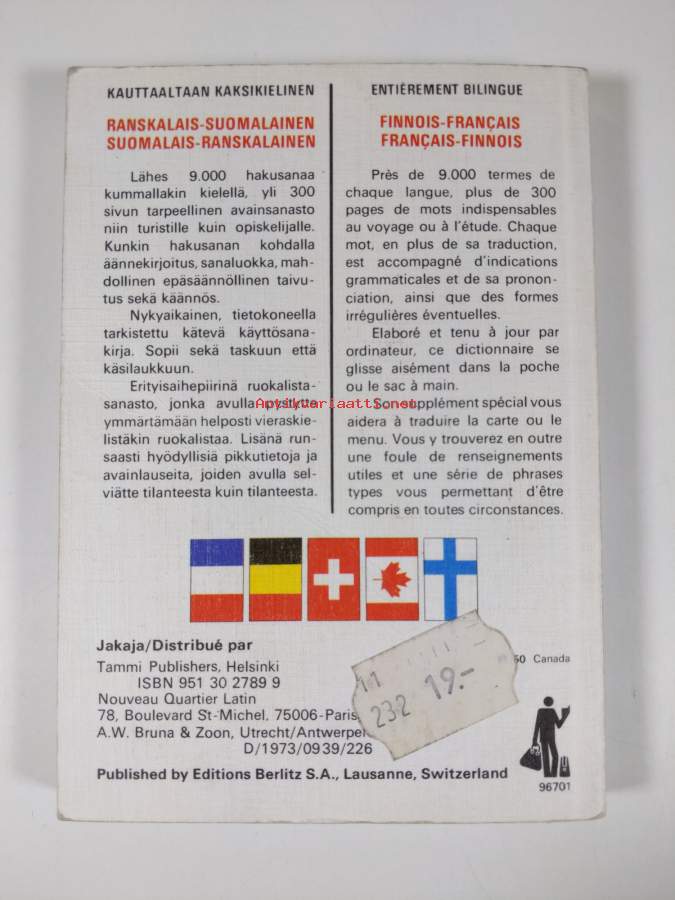 KAUTTAALTAAN KAKSIKIELINEN
RANSKALAIS-SUOMALAINEN
SUOMALAIS-RANSKALAINEN
Lähes 9.000 hakusanaa
kummallakin kielellä, yli 300
sivun tarpeellinen avainsanasto
niin turistille kuin opiskelijalle.
Kunkin hakusanan kohdalla
äännekirjoitus, sanaluokka, mah-
dollinen epäsäännöllinen taivu-
tus sekä käännös.
Nykyaikainen, tietokoneella
tarkistettu kätevä käyttösana-
kirja. Sopii sekä taskuun että
käsilaukkuun.
Erityisaihepiirinä ruokalista-
sanasto, jonka avulla pystytte
ymmärtämään helposti vieraskie-
listäkin ruokalistaa. Lisänä run-
saasti hyödyllisiä pikkutietoja ja
avainlauseita, joiden avulla sel-
viätte tilanteesta kuin tilanteesta.
ENTIÈREMENT BILINGUE
FINNOIS-FRANÇAIS
FRANÇAIS-FINNOIS
Près de 9.000 termes de
chaque langue, plus de 300
pages de mots indispensables
au voyage ou à l'étude. Chaque
mot, en plus de sa traduction,
est accompagné d'indications
grammaticales et de sa pronon-
ciation, ainsi que des formes
irrégulières éventuelles.
Elaboré et tenu à jour par
ordinateur, ce dictionnaire se
glisse aisément dans la poche
ou le sac à main.
Son supplément spécial vous
aidera à traduire la carte ou le
menu. Vous y trouverez en outre
une foule de renseignements
utiles et une série de phrases
types vous permettant d'être
compris en toutes circonstances.
Antikvariaatti.net
Jakaja/Distribué par
Tammi Publishers, Helsinki
ISBN 951 30 2789 9
Nouveau Quartier Latin
78, Boulevard St-Michel, 75006-Paris
A.W. Bruna & Zoon, Utrecht/Antwerpen
D/1973/0939/226
Published by Editions Berlitz S.A., Lausanne, Switzerland
50 Canada
232 19.-
96701